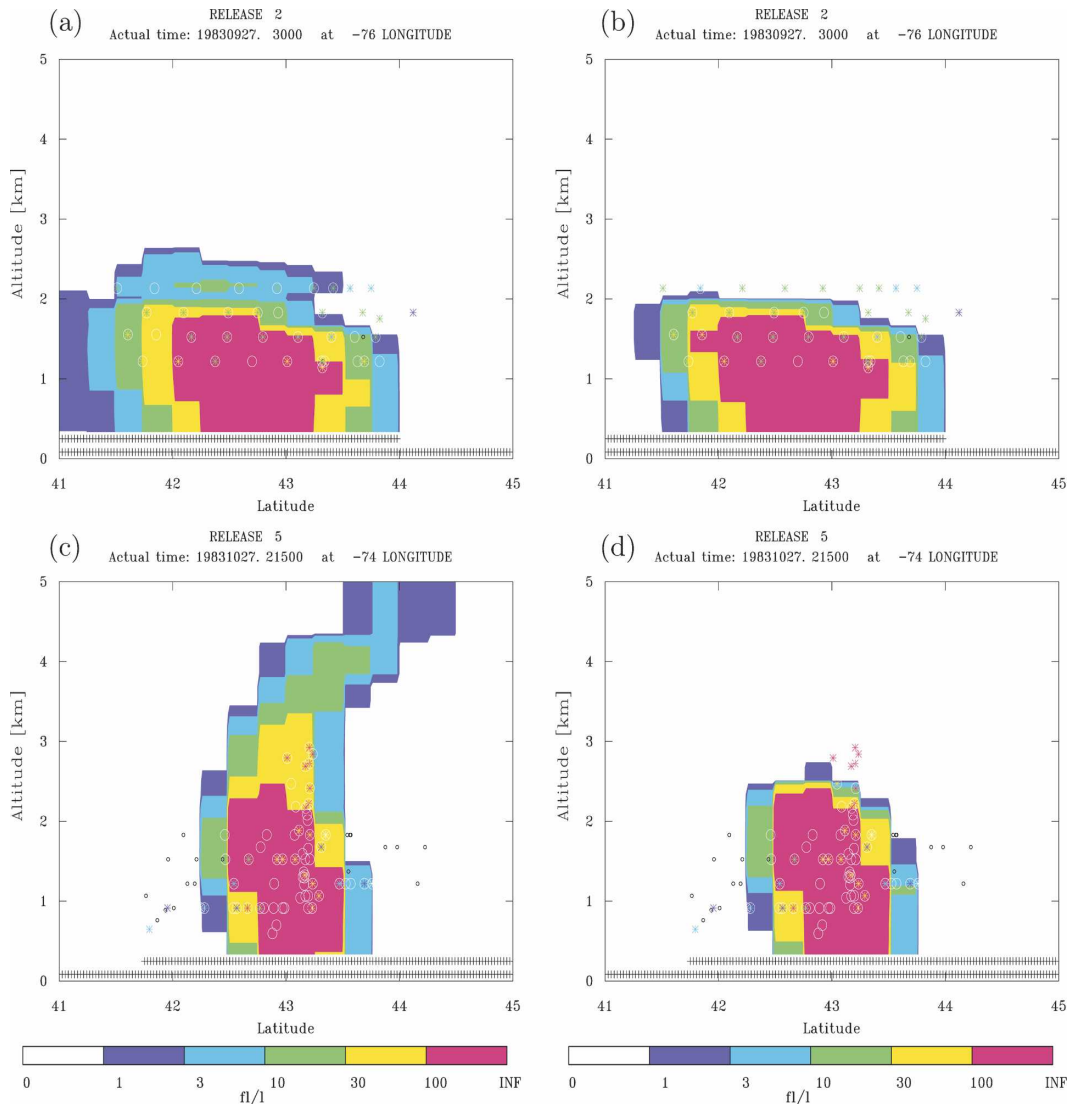 (a)
RELEASE 2
Actual time: 19830927. 3000 at -76 LONGITUDE
5
4
3
2
1
0
Altitude [km]
41 42 43 44 45
Latitude
(b)
RELEASE 2
Actual time: 19830927. 3000 at -76 LONGITUDE
5
4
3
2
1
0
Altitude [km]
41 42 43 44 45
Latitude
(c)
RELEASE 5
Actual time: 19831027. 21500 at -74 LONGITUDE
5
4
3
2
1
0
Altitude [km]
41 42 43 44 45
Latitude
0 1 3 10 30 100 INF
fl/l
(d)
RELEASE 5
Actual time: 19831027. 21500 at -74 LONGITUDE
5
4
3
2
1
0
Altitude [km]
41 42 43 44 45
Latitude
0 1 3 10 30 100 INF
fl/l